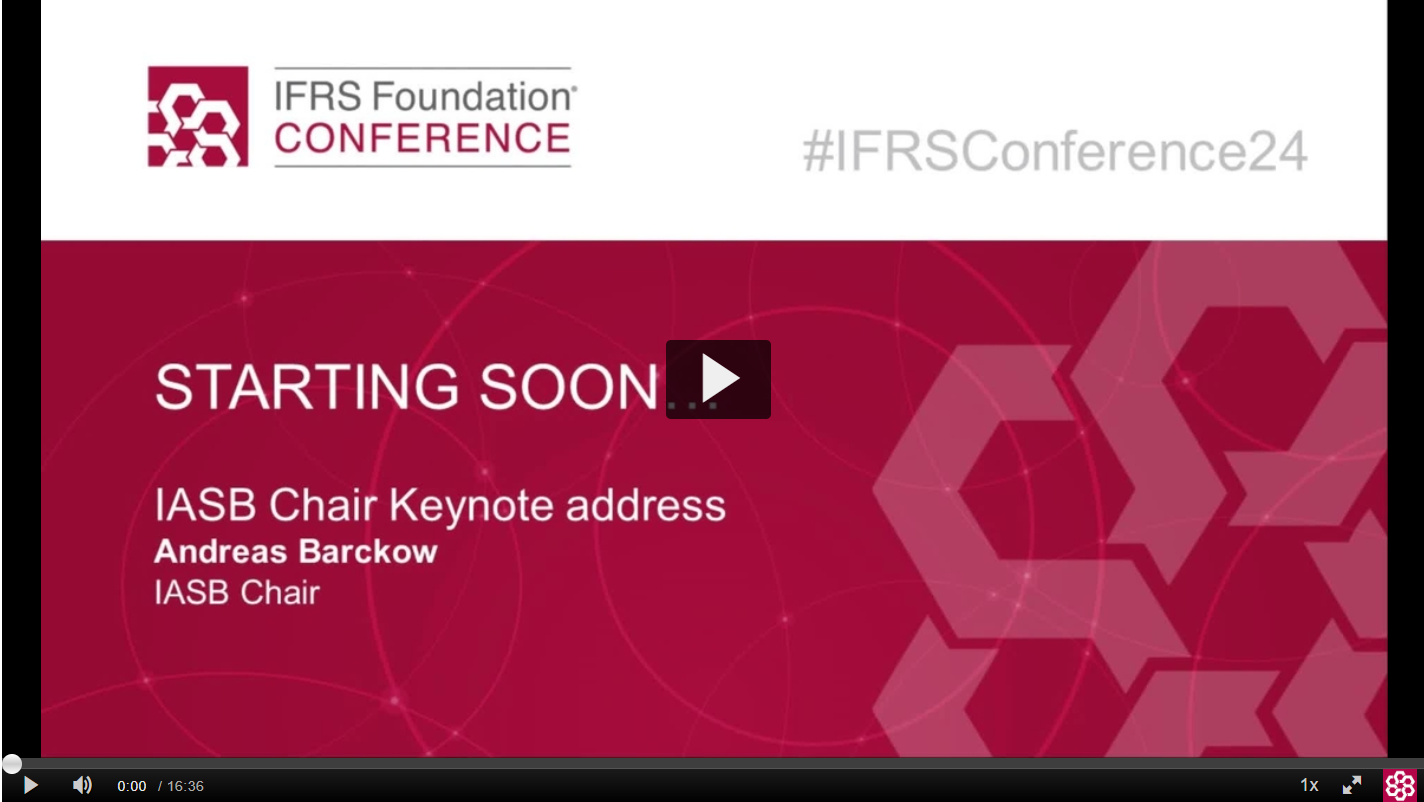 IFRS Foundation®
CONFERENCE
#IFRSConference24
STARTING SOON...
IASB Chair Keynote address
Andreas Barckow
IASB Chair
0:00 / 16:36
1x